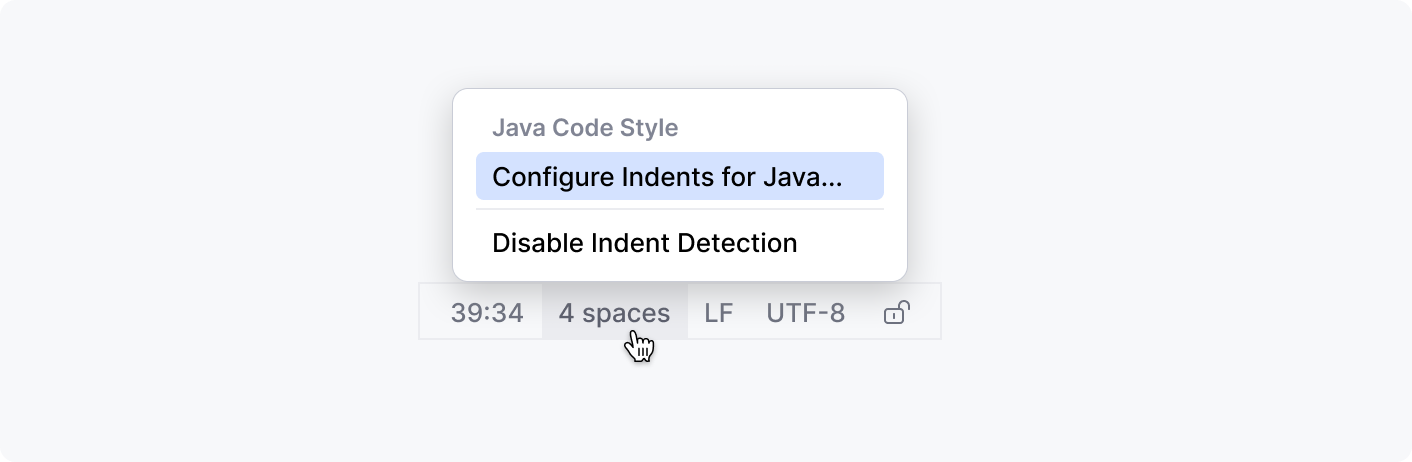 Java Code Style
Configure Indents for Java...
Disable Indent Detection
39:34 4 spaces LF UTF-8